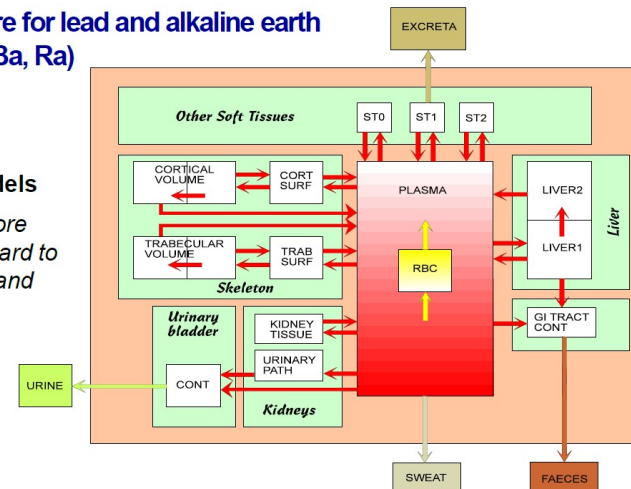 re for lead and alkaline earth
Ba, Ra)
dels
ore
ard to
and
EXCRETA
Other Soft Tissues
ST0
ST1
ST2
CORTICAL
VOLUME
CORT
SURF
PLASMA
LIVER2
LIVER1
Liver
TRABECULAR
VOLUME
TRAB
SURF
RBC
Skeleton
Urinary
bladder
KIDNEY
TISSUE
GI TRACT
CONT
URINARY
PATH
URINE
CONT
Kidneys
SWEAT
FAECES